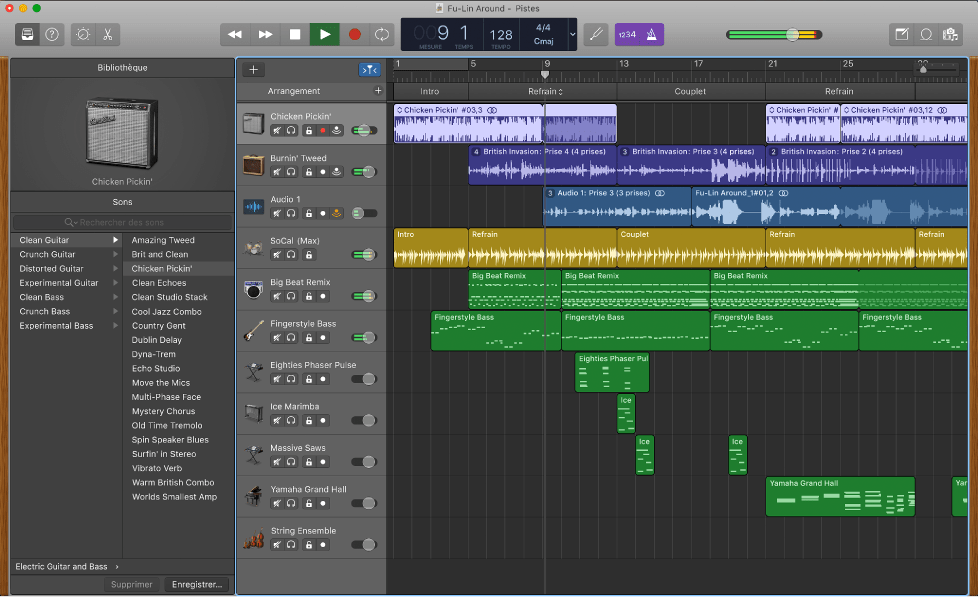 Fu-Lin Around - Pistes
9 1
MESURE TEMPS
128
TEMPO
4/4
Cmaj
1234
Bibliothèque
Chicken Pickin'
Sons
Rechercher des sons
Clean Guitar
Crunch Guitar
Distorted Guitar
Experimental Guitar
Clean Bass
Crunch Bass
Experimental Bass
Amazing Tweed
Brit and Clean
Chicken Pickin'
Clean Echoes
Clean Studio Stack
Cool Jazz Combo
Country Gent
Dublin Delay
Dyna-Trem
Echo Studio
Move the Mics
Multi-Phase Face
Mystery Chorus
Old Time Tremolo
Spin Speaker Blues
Surfin' in Stereo
Vibrato Verb
Warm British Combo
Worlds Smallest Amp
Electric Guitar and Bass
Supprimer
Enregistrer...
1 5 9 13 17 21 25
Arrangement
Intro Refrain Couplet Refrain
Chicken Pickin'
Chicken Pickin' #03,3
Chicken Pickin' #
Chicken Pickin' #03,12
Burnin' Tweed
4 British Invasion: Prise 4 (4 prises)
3 British Invasion: Prise 3 (4 prises)
2 British Invasion: Prise 2 (4 prises)
Audio 1
3 Audio 1: Prise 3 (3 prises)
Fu-Lin Around_1#01,2
SoCal (Max)
Intro Refrain Couplet Refrain Refrain
Big Beat Remix
Big Beat Remix Big Beat Remix Big Beat Remix
Fingerstyle Bass
Fingerstyle Bass Fingerstyle Bass Fingerstyle Bass Fingerstyle Bass
Eighties Phaser Pulse
Eighties Phaser Pul
Ice Marimba
Ice
Massive Saws
Ice Ice
Yamaha Grand Hall
Yamaha Grand Hall
Yar
String Ensemble